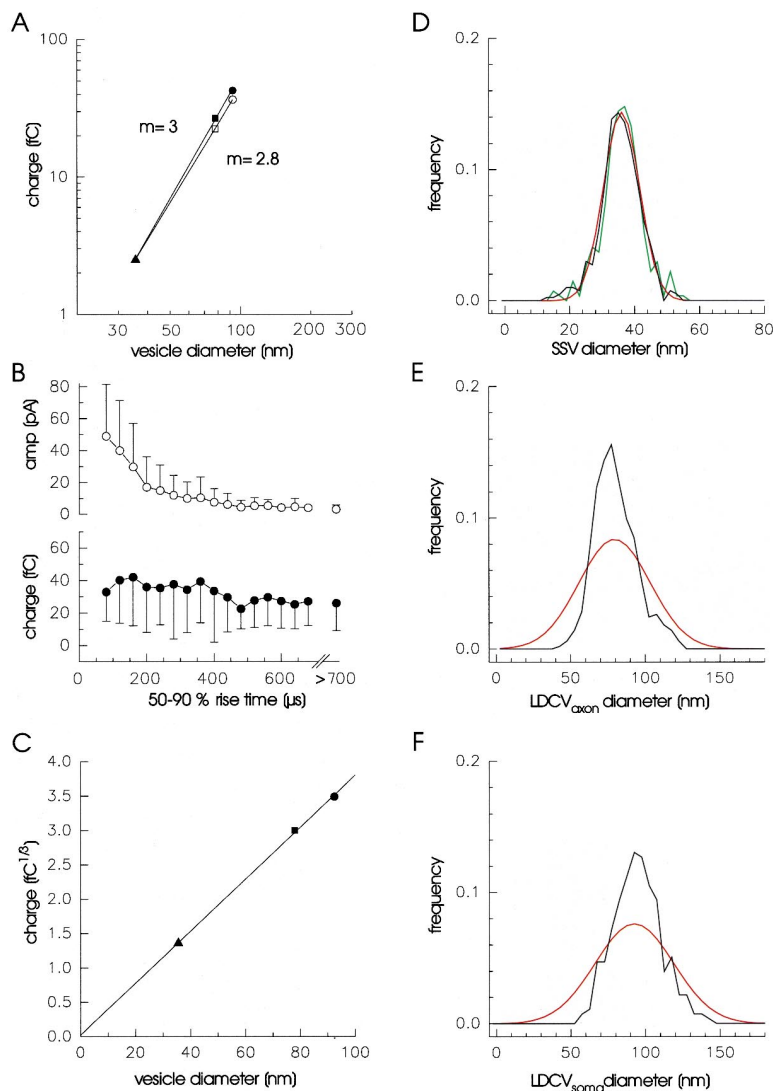 A
100
10
1
charge (fC)
m= 3
m= 2.8
30 50 100 200 300
vesicle diameter (nm)
B
80
60
40
20
0
amp (pA)
60
40
20
0
charge (fC)
0 200 400 600 >700
50-90 % rise time (µs)
C
4.0
3.5
3.0
2.5
2.0
1.5
1.0
0.5
0.0
charge (fC^1/3)
0 20 40 60 80 100
vesicle diameter (nm)
D
0.2
0.1
0.0
frequency
0 20 40 60 80
SSV diameter (nm)
E
0.2
0.1
0.0
frequency
0 50 100 150
LDCVaxon diameter (nm)
F
0.2
0.1
0.0
frequency
0 50 100 150
LDCVsoma diameter (nm)